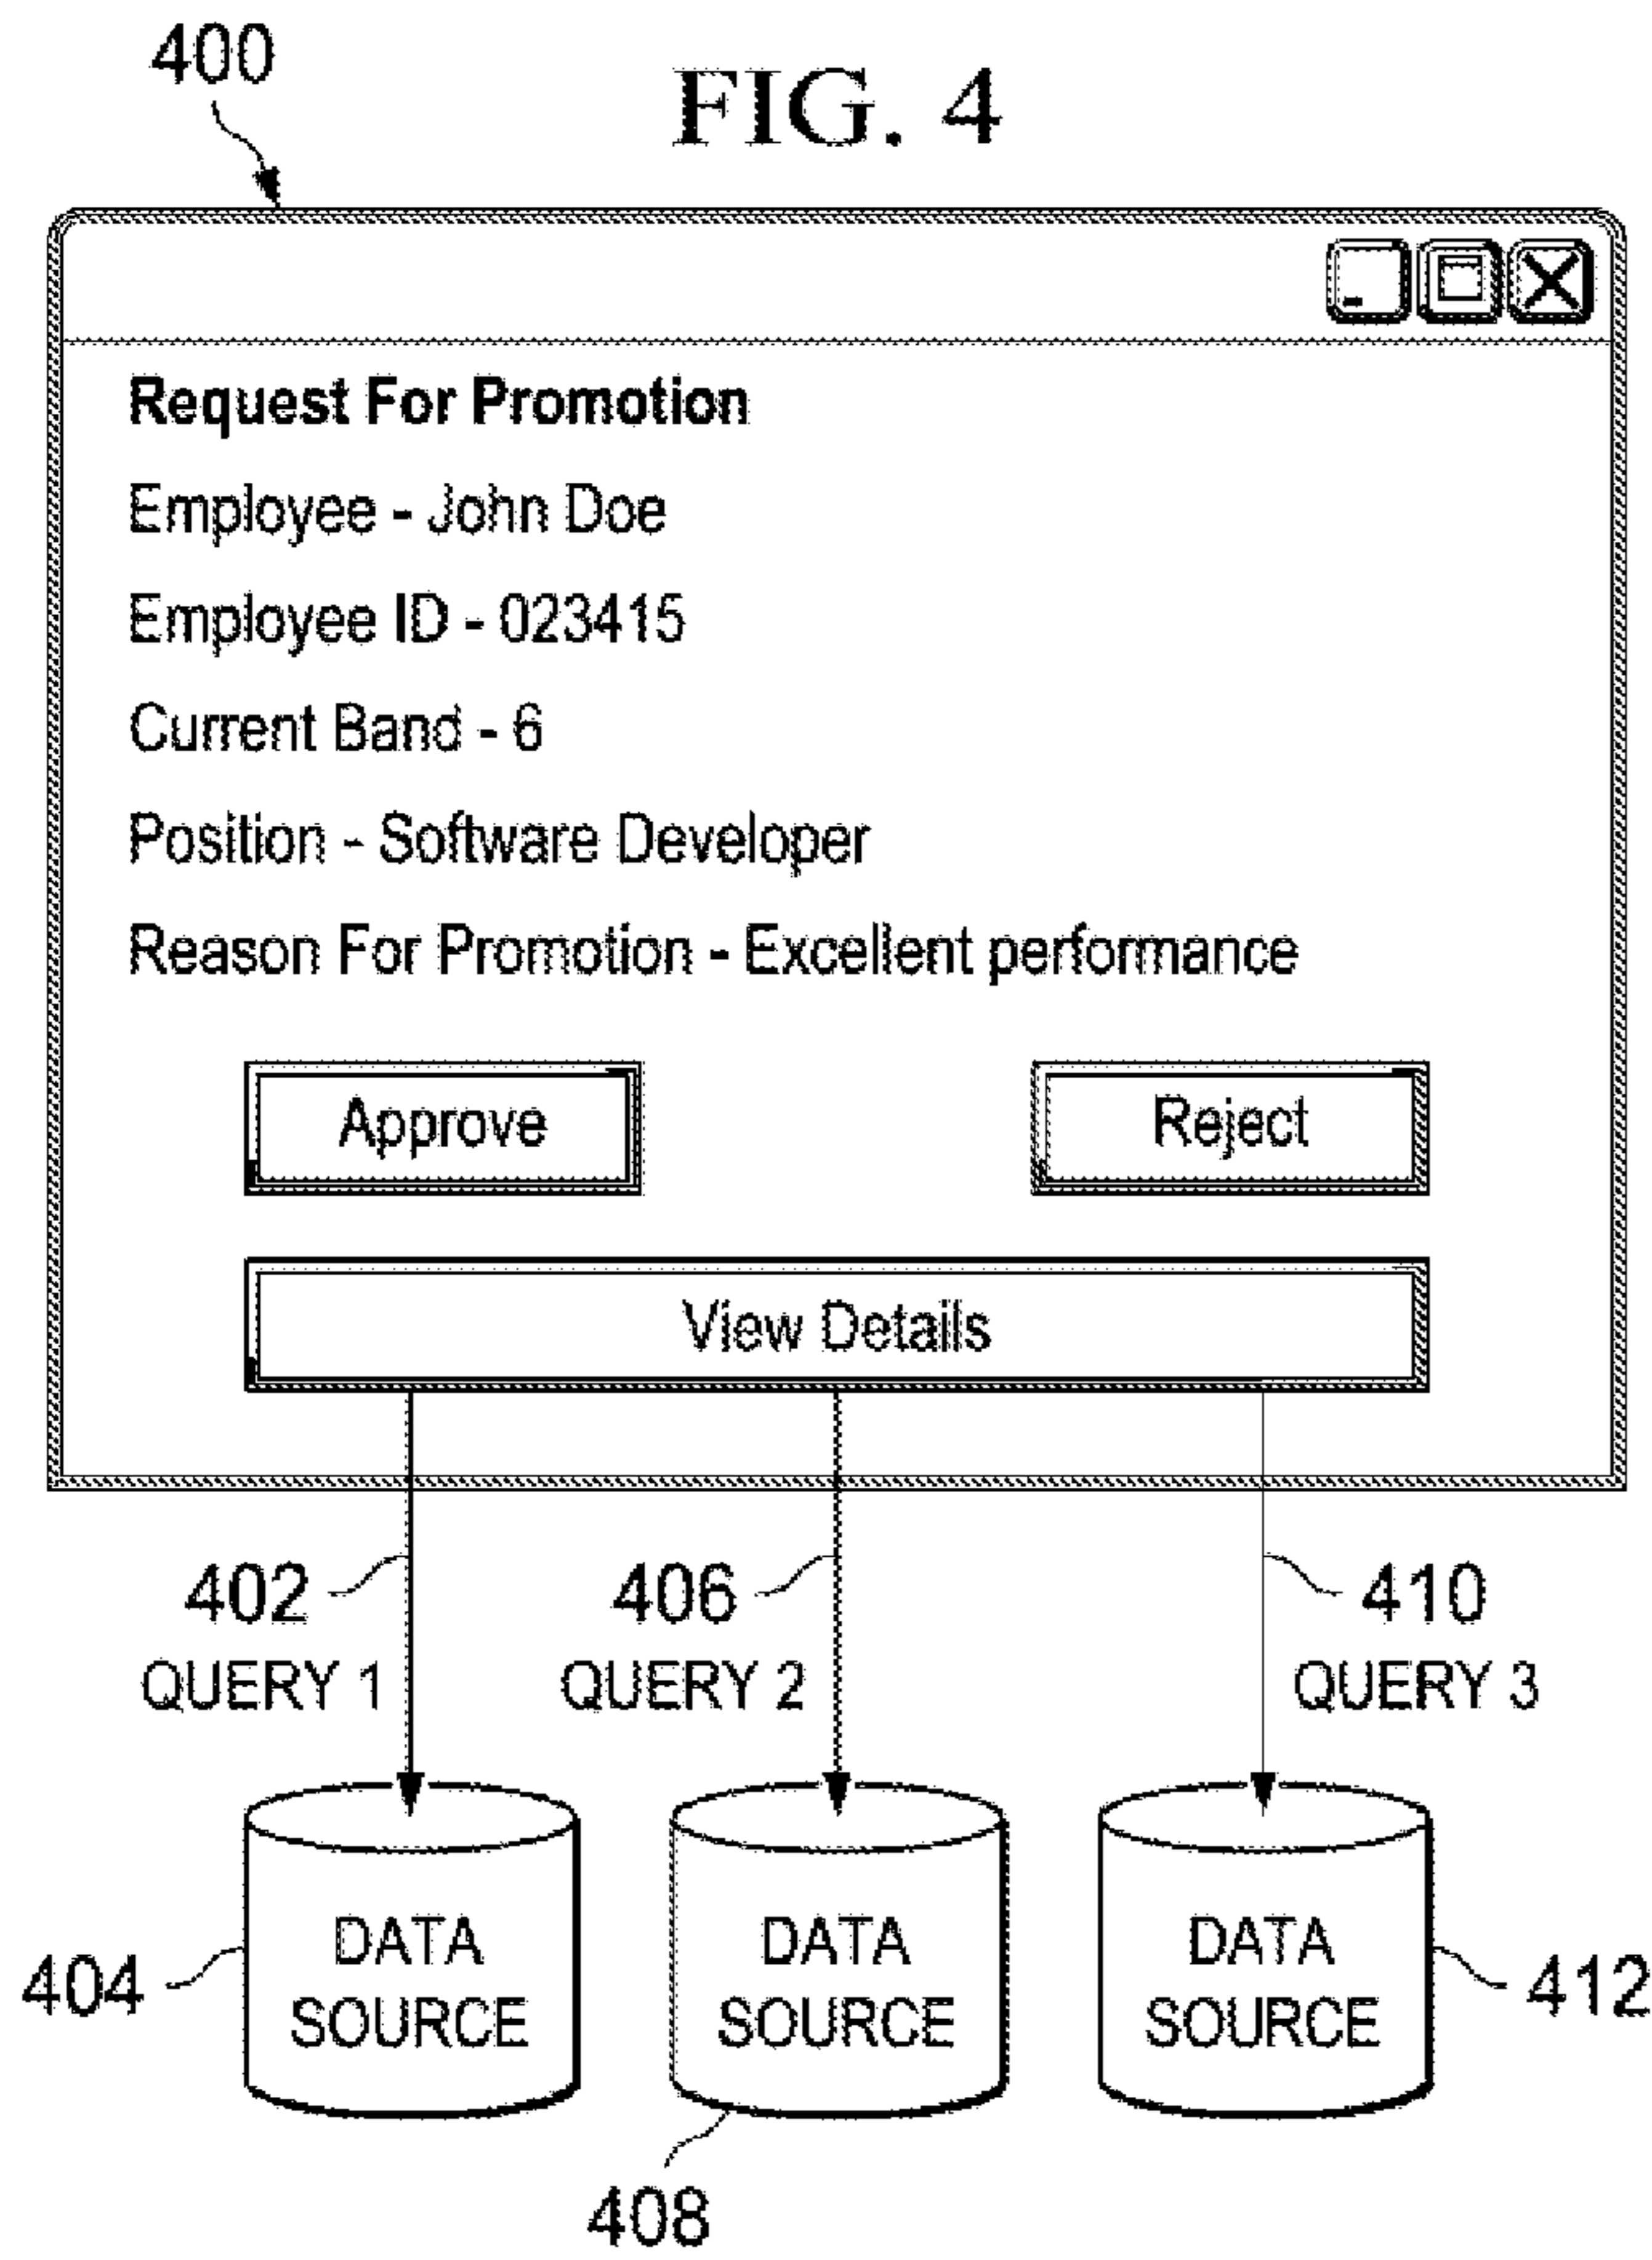 400
FIG. 4
Request For Promotion
Employee - John Doe
Employee ID - 023415
Current Band - 6
Position - Software Developer
Reason For Promotion - Excellent performance
Approve Reject
View Details
402 406 410
QUERY 1 QUERY 2 QUERY 3
DATA DATA DATA
404 SOURCE SOURCE SOURCE 412
408